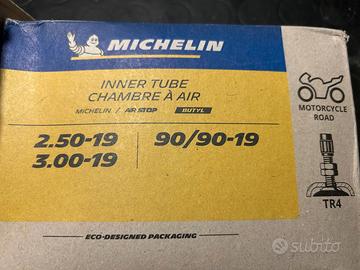 MICHELIN
INNER TUBE
CHAMBRE À AIR
MICHELIN / AIR STOP BUTYL
2.50-19 90/90-19
3.00-19
MOTORCYCLE
ROAD
TR4
ECO-DESIGNED PACKAGING
subito